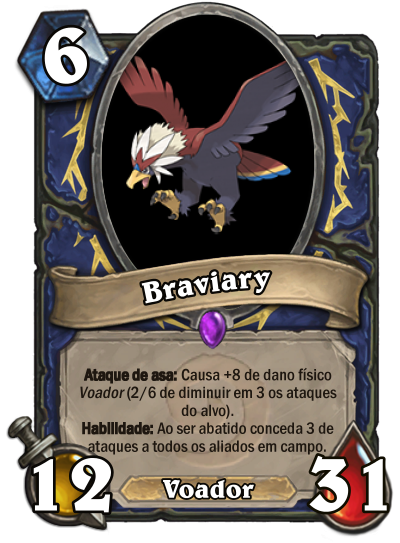 6
Braviary
Ataque de asa: Causa +8 de dano físico
Voador (2/6 de diminuir em 3 os ataques
do alvo).
Habilidade: Ao ser abatido conceda 3 de
ataques a todos os aliados em campo.
12
Voador
31